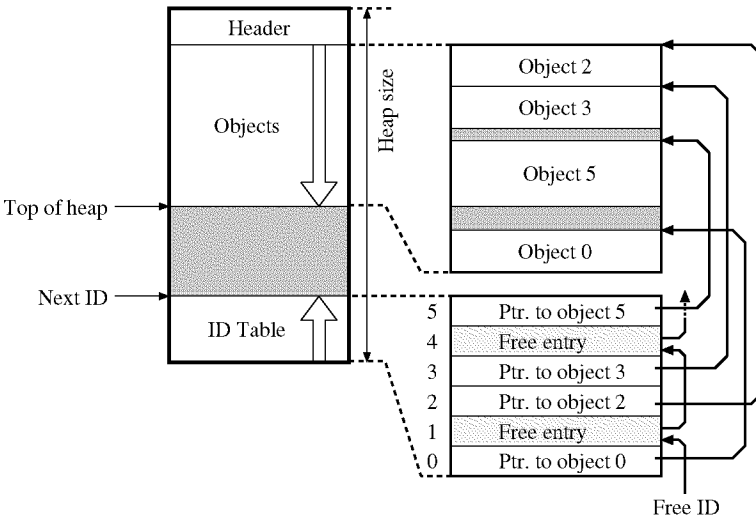 Header
Objects
Heap size
Top of heap
Next ID
ID Table
Object 2
Object 3
Object 5
Object 0
5 Ptr. to object 5
4 Free entry
3 Ptr. to object 3
2 Ptr. to object 2
1 Free entry
0 Ptr. to object 0
Free ID